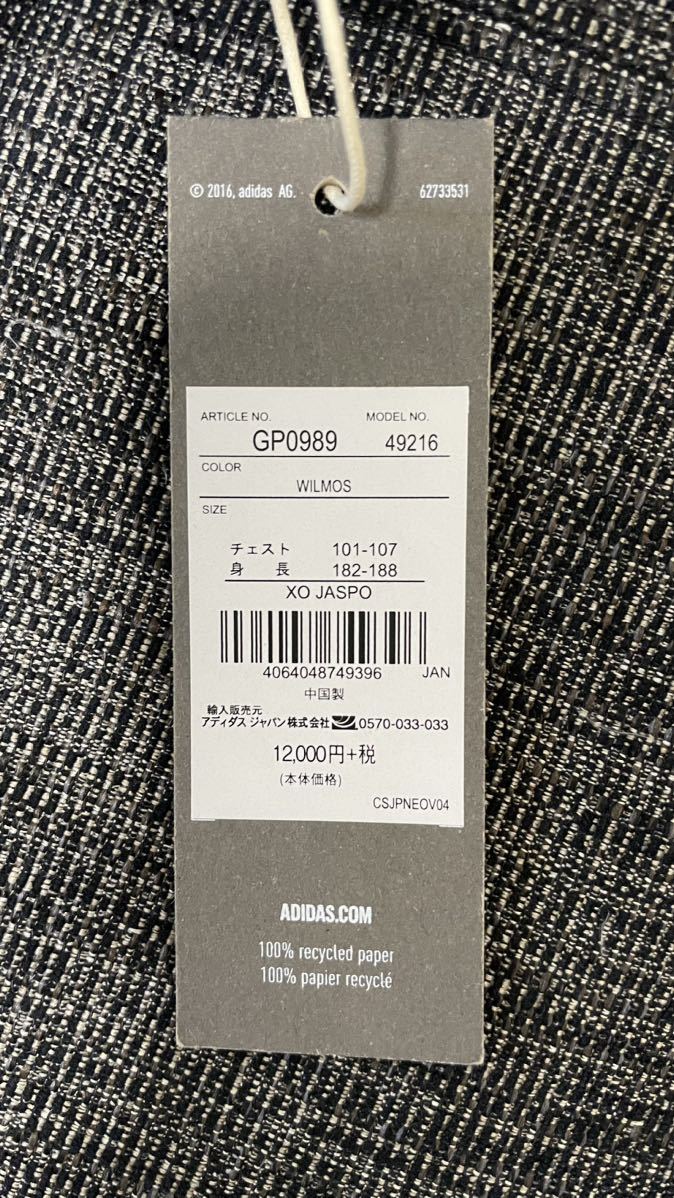 © 2016, adidas AG. 62733531
ARTICLE NO. MODEL NO.
GP0989 49216
COLOR
WILMOS
SIZE
チェスト 101-107
身 長 182-188
XO JASPO
4064048749396 JAN
中国製
輸入販売元
アディダス ジャパン株式会社 0570-033-033
12,000円+税
(本体価格)
CSJPNEOV04
ADIDAS.COM
100% recycled paper
100% papier recyclé